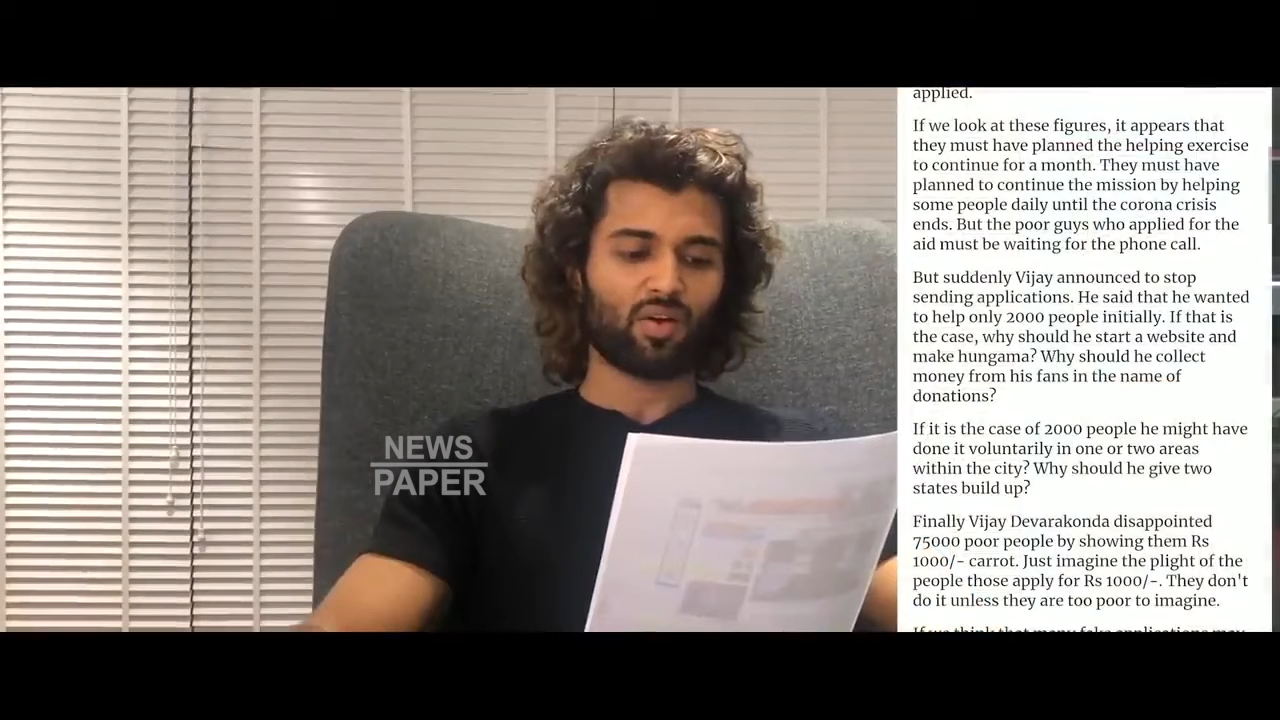 NEWS
PAPER
applied.
If we look at these figures, it appears that
they must have planned the helping exercise
to continue for a month. They must have
planned to continue the mission by helping
some people daily until the corona crisis
ends. But the poor guys who applied for the
aid must be waiting for the phone call.
But suddenly Vijay announced to stop
sending applications. He said that he wanted
to help only 2000 people initially. If that is
the case, why should he start a website and
make hungama? Why should he collect
money from his fans in the name of
donations?
If it is the case of 2000 people he might have
done it voluntarily in one or two areas
within the city? Why should he give two
states build up?
Finally Vijay Devarakonda disappointed
75000 poor people by showing them Rs
1000/- carrot. Just imagine the plight of the
people those apply for Rs 1000/-. They don't
do it unless they are too poor to imagine.
If we think that many fake applications may